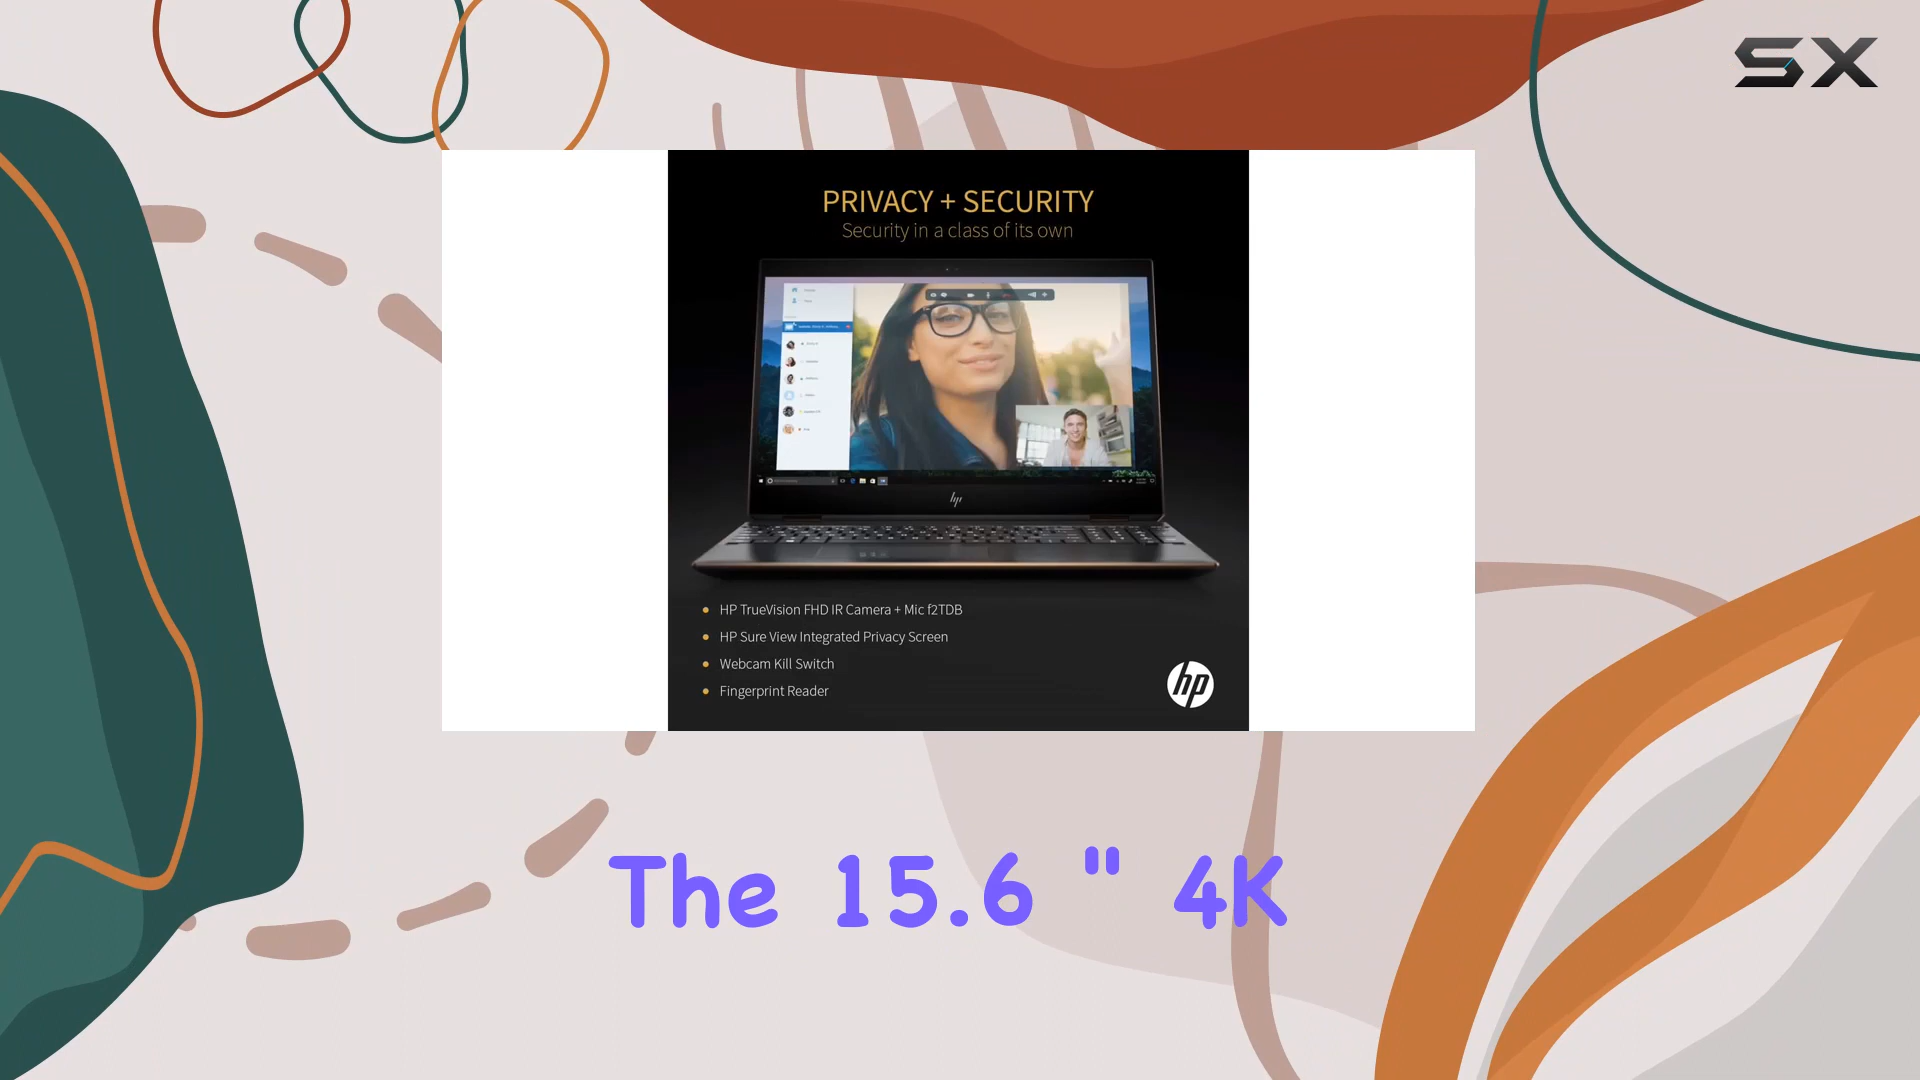 SX
PRIVACY + SECURITY
Security in a class of its own
hp
HP TrueVision FHD IR Camera + Mic f2TDB
HP Sure View Integrated Privacy Screen
Webcam Kill Switch
Fingerprint Reader
hp
The 15.6 " 4K